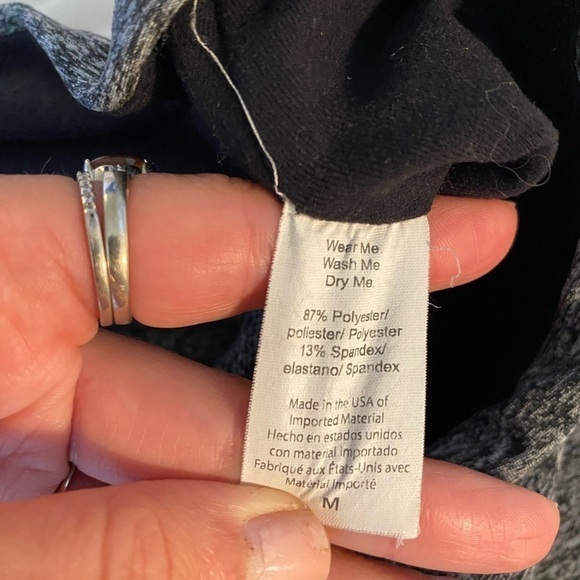 Wear Me
Wash Me
Dry Me
87% Polyester/
poliester/ Polyester
13% Spandex/
elastano/ Spandex
Made in the USA of
Imported Material
Hecho en estados unidos
con material importado
Fabriqué aux États-Unis avec
Matérial Importé
M